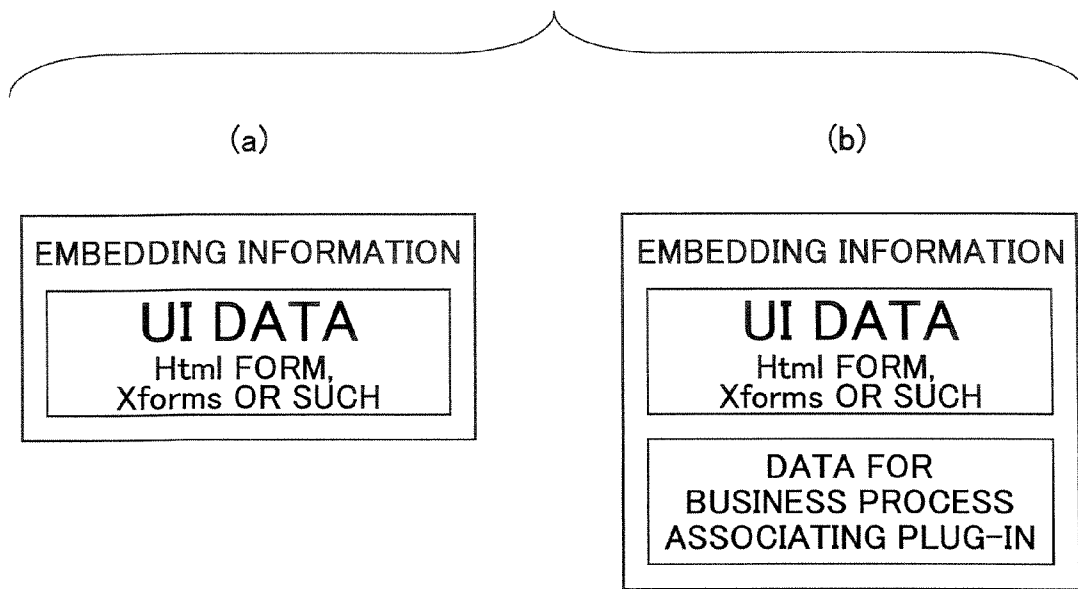 (a)
EMBEDDING INFORMATION
UI DATA
Html FORM,
Xforms OR SUCH
(b)
EMBEDDING INFORMATION
UI DATA
Html FORM,
Xforms OR SUCH
DATA FOR
BUSINESS PROCESS
ASSOCIATING PLUG-IN